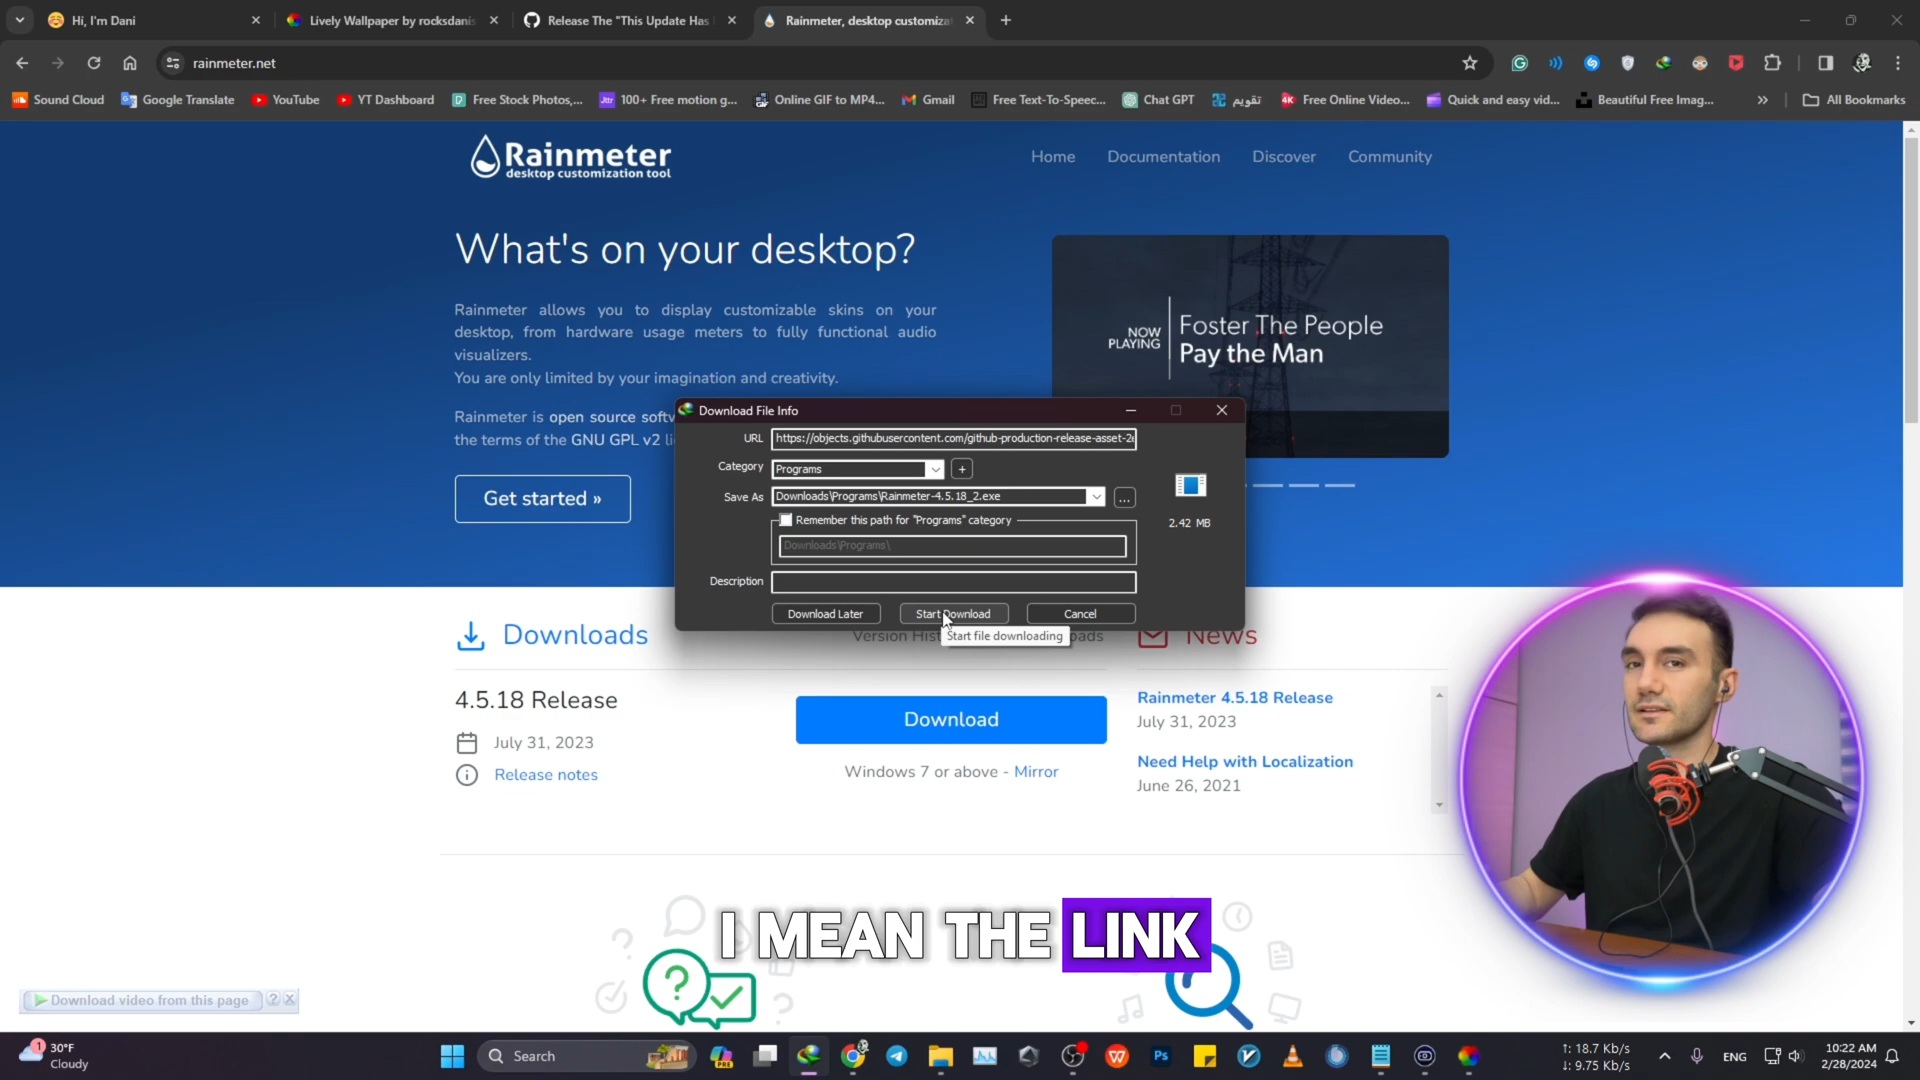 Hi, I'm Dani
Lively Wallpaper by rocksdanis
Release The "This Update Has
Rainmeter, desktop customiza
rainmeter.net
Sound Cloud
Google Translate
YouTube
YT Dashboard
Free Stock Photos,...
100+ Free motion g...
Online GIF to MP4...
Gmail
Free Text-To-Speec...
Chat GPT
تقویم
Free Online Video...
Quick and easy vid...
Beautiful Free Imag...
»
All Bookmarks
Rainmeter
desktop customization tool
Home Documentation Discover Community
What's on your desktop?
Rainmeter allows you to display customizable skins on your
desktop, from hardware usage meters to fully functional audio
visualizers.
You are only limited by your imagination and creativity.
Rainmeter is open source softw
the terms of the GNU GPL v2 li
Get started »
NOW
PLAYING
Foster The People
Pay the Man
Download File Info
URL https://objects.githubusercontent.com/github-production-release-asset-2e
Category Programs +
Save As Downloads\Programs\Rainmeter-4.5.18_2.exe ...
Remember this path for "Programs" category
Downloads\Programs\
Description
2.42 MB
Download Later Start Download Cancel
Start file downloading
Downloads
Version Hist
ads
News
4.5.18 Release
July 31, 2023
Release notes
Download
Windows 7 or above - Mirror
Rainmeter 4.5.18 Release
July 31, 2023
Need Help with Localization
June 26, 2021
I MEAN THE LINK
Download video from this page ?
1
30°F
Cloudy
Search
PRE
W
Ps
↑: 18.7 Kb/s
↓: 9.75 Kb/s
ENG
10:22 AM
2/28/2024